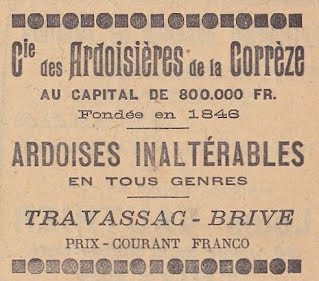 Cie des Ardoisières de la Corrèze
AU CAPITAL DE 800.000 FR.
Fondée en 1846
ARDOISES INALTÉRABLES
EN TOUS GENRES
TRAVASSAC - BRIVE
PRIX - COURANT FRANCO